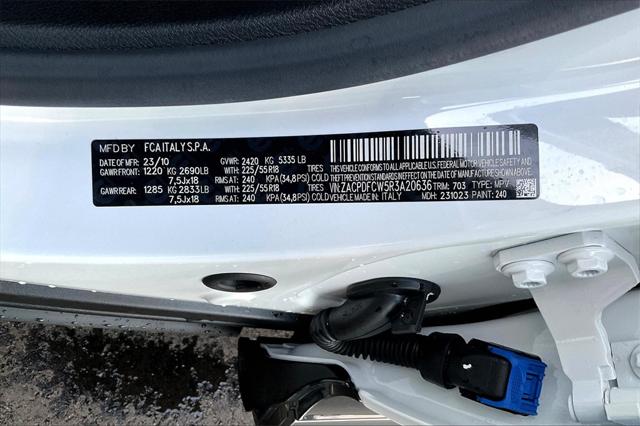 MFD BY FCA ITALY S.P.A.
DATE: 23/10 GVWR: 2420 KG 5335 LB
GAWR FRONT: 1220 KG 2690LB WITH 225/55R18 TIRES
7,5Jx18 RIMS AT: 240 KPA (34,8PSI) COLD
GAWR REAR: 1285 KG 2833LB WITH 225/55R18 TIRES
7,5Jx18 RIMS AT: 240 KPA (34,8PSI) COLD
THIS VEHICLE CONFORMS TO ALL APPLICABLE U.S. FEDERAL MOTOR VEHICLE SAFETY, BUMPER, AND
THEFT PREVENTION STANDARDS IN EFFECT ON THE DATE OF MANUFACTURE SHOWN ABOVE
VIN: ZACPDFCW5R3A20636 TRIM: 703 TYPE: MPV
VEHICLE MADE IN: ITALY MDH: 231023 PAINT: 240